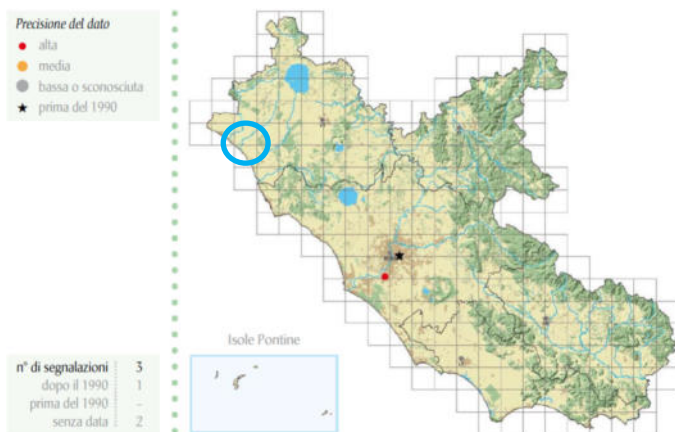 Precisione del dato
alta
media
bassa o sconosciuta
prima del 1990
Isole Pontine
n° di segnalazioni 3
dopo il 1990 1
prima del 1990 -
senza data 2